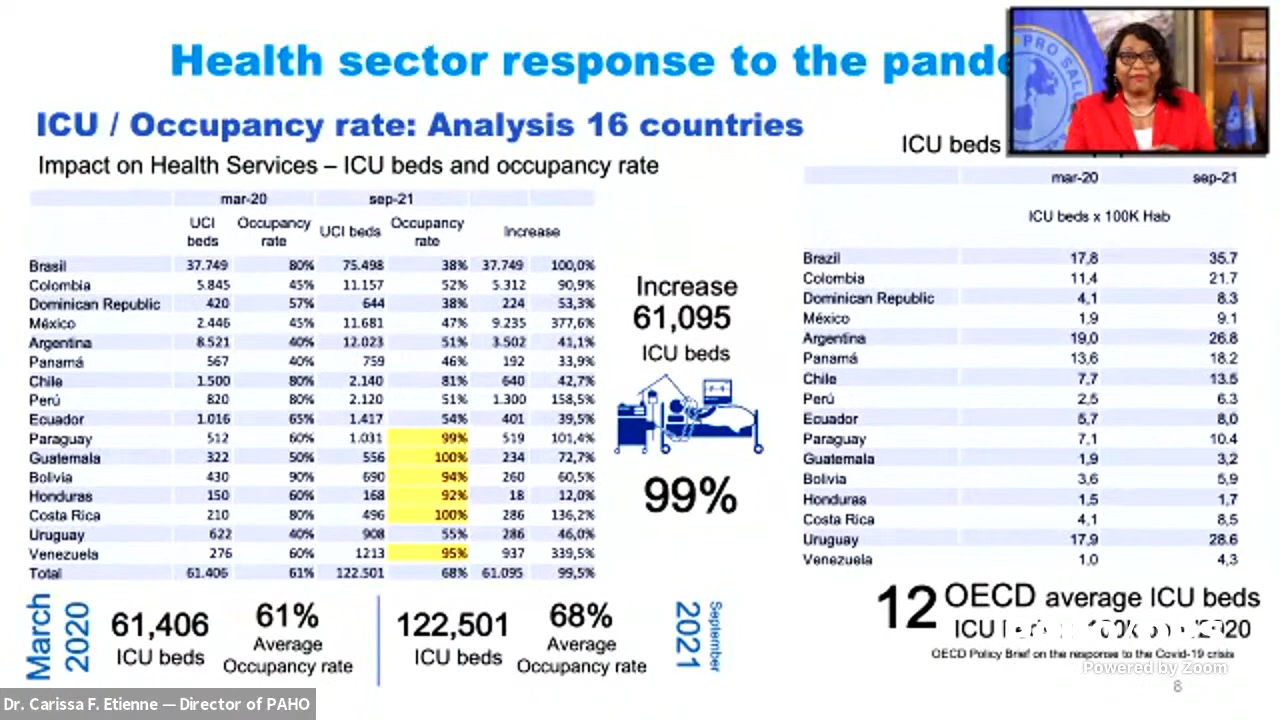 Health sector response to the pande
PRO SALU
ICU / Occupancy rate: Analysis 16 countries
Impact on Health Services – ICU beds and occupancy rate
mar-20 sep-21
UCI beds Occupancy rate UCI beds Occupancy rate Increase
Brasil 37.749 80% 75.498 38% 37.749 100,0%
Colombia 5.845 45% 11.157 52% 5.312 90,9%
Dominican Republic 420 57% 644 38% 224 53,3%
México 2.446 45% 11.681 47% 9.235 377,6%
Argentina 8.521 40% 12.023 51% 3.502 41,1%
Panamá 567 40% 759 46% 192 33,9%
Chile 1.500 80% 2.140 81% 640 42,7%
Perú 820 80% 2.120 51% 1.300 158,5%
Ecuador 1.016 65% 1.417 54% 401 39,5%
Paraguay 512 60% 1.031 99% 519 101,4%
Guatemala 322 50% 556 100% 234 72,7%
Bolivia 430 90% 690 94% 260 60,5%
Honduras 150 60% 168 92% 18 12,0%
Costa Rica 210 80% 496 100% 286 136,2%
Uruguay 622 40% 908 55% 286 46,0%
Venezuela 276 60% 1213 95% 937 339,5%
Total 61.406 61% 122.501 68% 61.095 99,5%
Increase
61,095
ICU beds
99%
ICU beds
mar-20 sep-21
ICU beds x 100K Hab
Brazil 17,8 35.7
Colombia 11,4 21.7
Dominican Republic 4,1 8.3
México 1,9 9.1
Argentina 19,0 26.8
Panamá 13,6 18.2
Chile 7,7 13.5
Perú 2,5 6.3
Ecuador 5,7 8,0
Paraguay 7,1 10.4
Guatemala 1,9 3,2
Bolivia 3,6 5,9
Honduras 1,5 1,7
Costa Rica 4,1 8,5
Uruguay 17,9 28.6
Venezuela 1,0 4,3
March 2020
61,406
ICU beds
61%
Average
Occupancy rate
122,501
ICU beds
68%
Average
Occupancy rate
2021 September
12 OECD average ICU beds
OECD Policy Brief on the response to the Covid-19 crisis
Powered by Zoom
8
Dr. Carissa F. Etienne — Director of PAHO